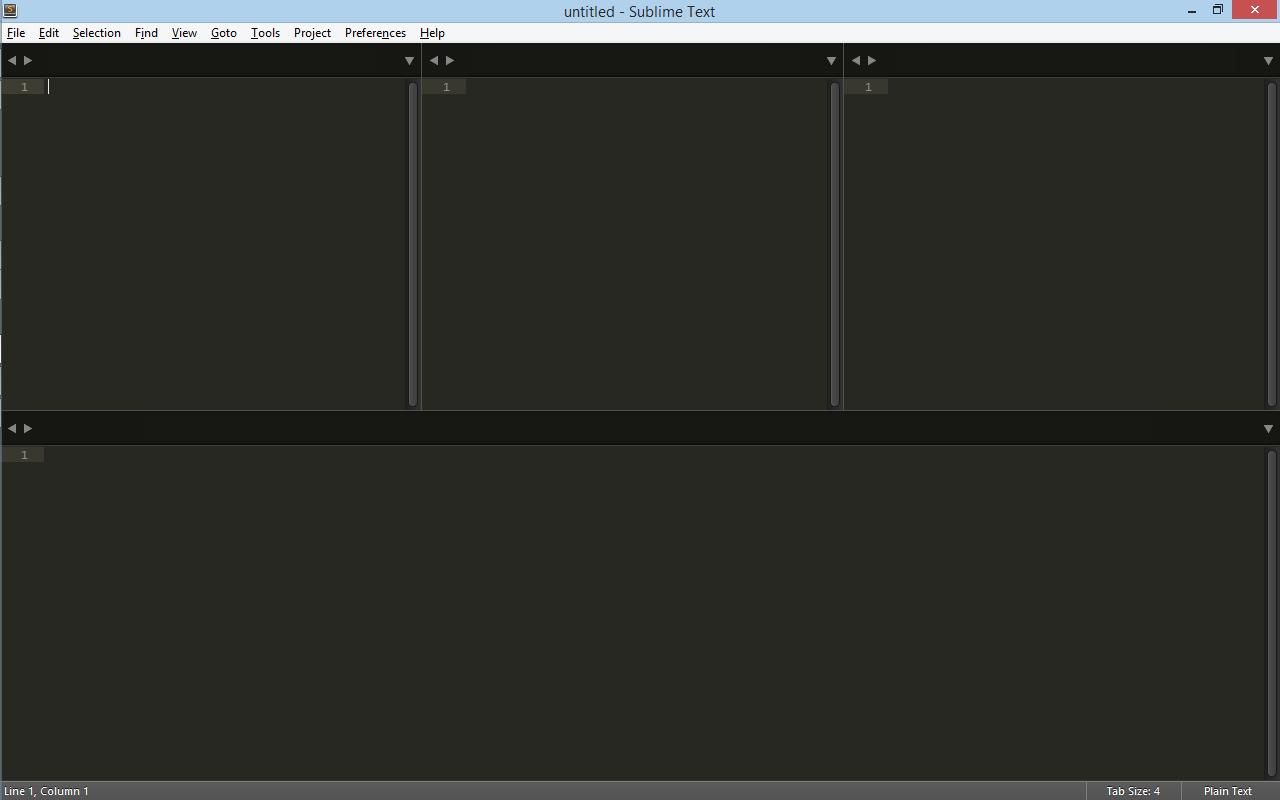 untitled - Sublime Text
File Edit Selection Find View Goto Tools Project Preferences Help
1 1 1
1
Line 1, Column 1 Tab Size: 4 Plain Text